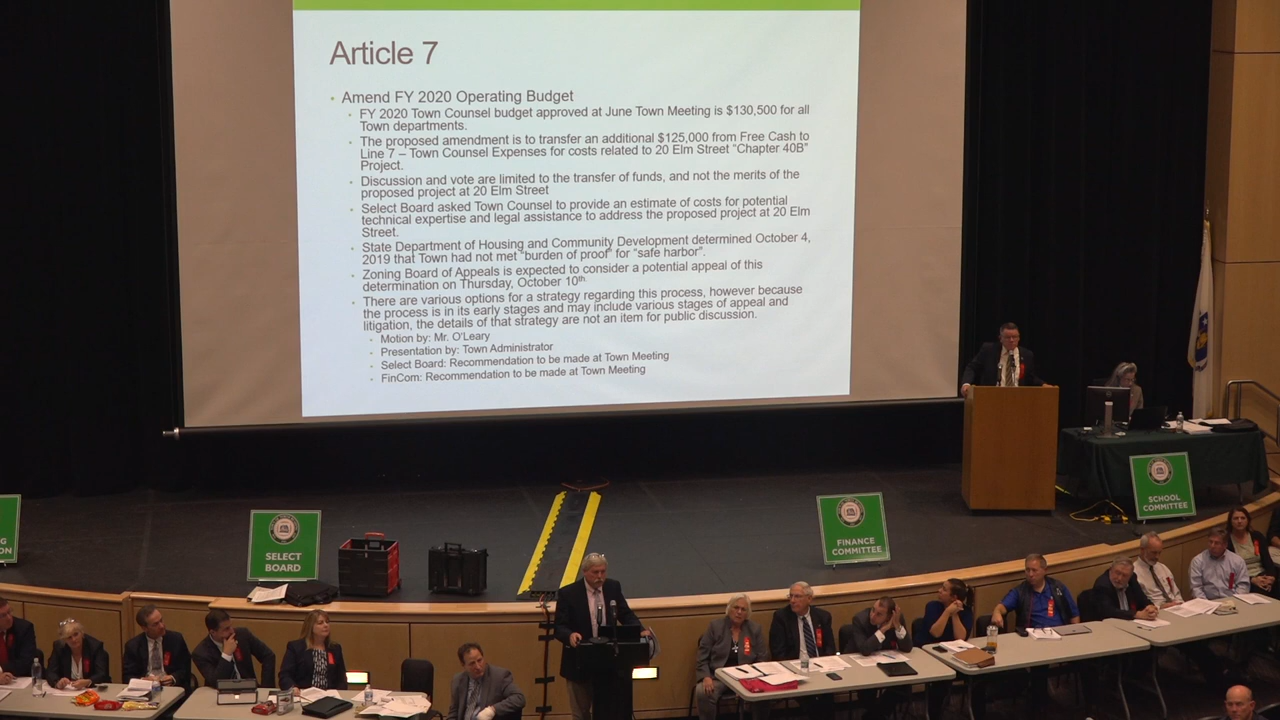 Article 7
Amend FY 2020 Operating Budget
FY 2020 Town Counsel budget approved at June Town Meeting is $130,500 for all
Town departments.
The proposed amendment is to transfer an additional $125,000 from Free Cash to
Line 7 – Town Counsel Expenses for costs related to 20 Elm Street “Chapter 40B”
Project.
Discussion and vote are limited to the transfer of funds, and not the merits of the
proposed project at 20 Elm Street
Select Board asked Town Counsel to provide an estimate of costs for potential
technical expertise and legal assistance to address the proposed project at 20 Elm
Street.
State Department of Housing and Community Development determined October 4,
2019 that Town had not met “burden of proof” for “safe harbor”.
Zoning Board of Appeals is expected to consider a potential appeal of this
determination on Thursday, October 10th
There are various options for a strategy regarding this process, however because
the process is in its early stages and may include various stages of appeal and
litigation, the details of that strategy are not an item for public discussion.
Motion by: Mr. O'Leary
Presentation by: Town Administrator
Select Board: Recommendation to be made at Town Meeting
FinCom: Recommendation to be made at Town Meeting
SCHOOL
COMMITTEE
SELECT
BOARD
FINANCE
COMMITTEE
G
ON